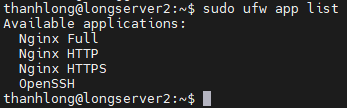 thanhlong@longserver2:~$ sudo ufw app list
Available applications:
  Nginx Full
  Nginx HTTP
  Nginx HTTPS
  OpenSSH
thanhlong@longserver2:~$